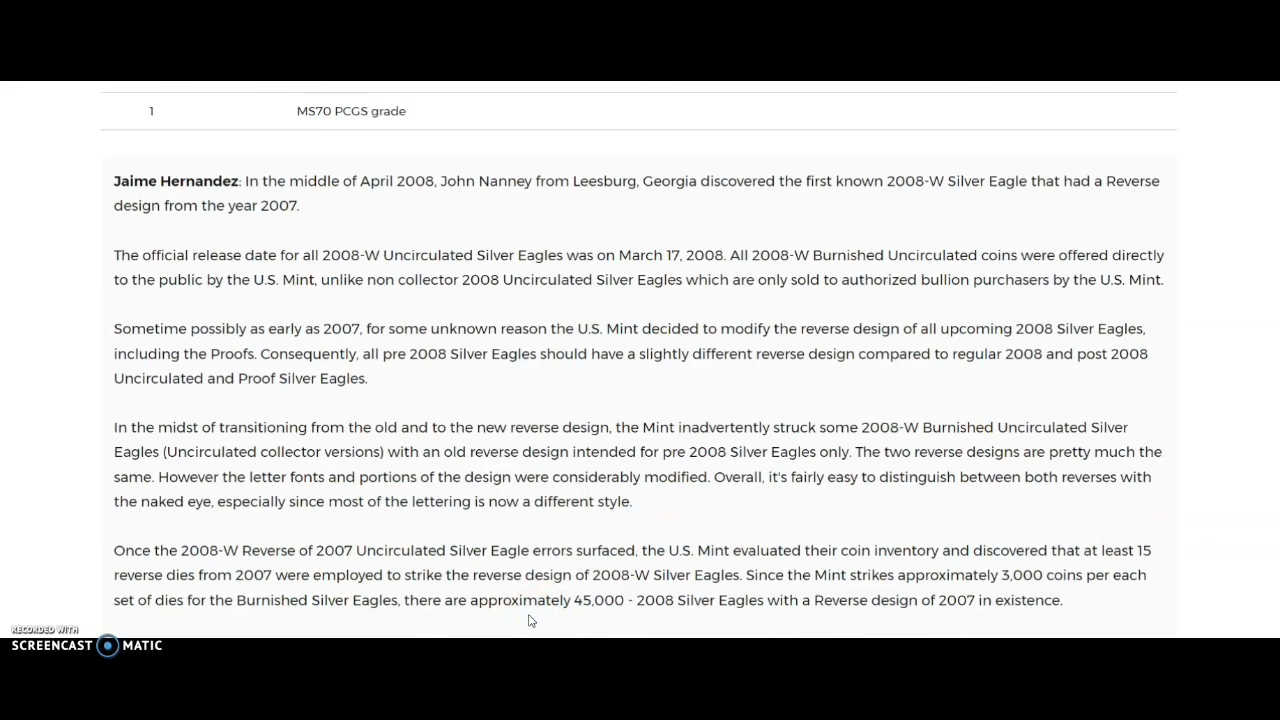 1 MS70 PCGS grade
Jaime Hernandez: In the middle of April 2008, John Nanney from Leesburg, Georgia discovered the first known 2008-W Silver Eagle that had a Reverse
design from the year 2007.
The official release date for all 2008-W Uncirculated Silver Eagles was on March 17, 2008. All 2008-W Burnished Uncirculated coins were offered directly
to the public by the U.S. Mint, unlike non collector 2008 Uncirculated Silver Eagles which are only sold to authorized bullion purchasers by the U.S. Mint.
Sometime possibly as early as 2007, for some unknown reason the U.S. Mint decided to modify the reverse design of all upcoming 2008 Silver Eagles,
including the Proofs. Consequently, all pre 2008 Silver Eagles should have a slightly different reverse design compared to regular 2008 and post 2008
Uncirculated and Proof Silver Eagles.
In the midst of transitioning from the old and to the new reverse design, the Mint inadvertently struck some 2008-W Burnished Uncirculated Silver
Eagles (Uncirculated collector versions) with an old reverse design intended for pre 2008 Silver Eagles only. The two reverse designs are pretty much the
same. However the letter fonts and portions of the design were considerably modified. Overall, it's fairly easy to distinguish between both reverses with
the naked eye, especially since most of the lettering is now a different style.
Once the 2008-W Reverse of 2007 Uncirculated Silver Eagle errors surfaced, the U.S. Mint evaluated their coin inventory and discovered that at least 15
reverse dies from 2007 were employed to strike the reverse design of 2008-W Silver Eagles. Since the Mint strikes approximately 3,000 coins per each
set of dies for the Burnished Silver Eagles, there are approximately 45,000 - 2008 Silver Eagles with a Reverse design of 2007 in existence.
RECORDED WITH
SCREENCAST MATIC